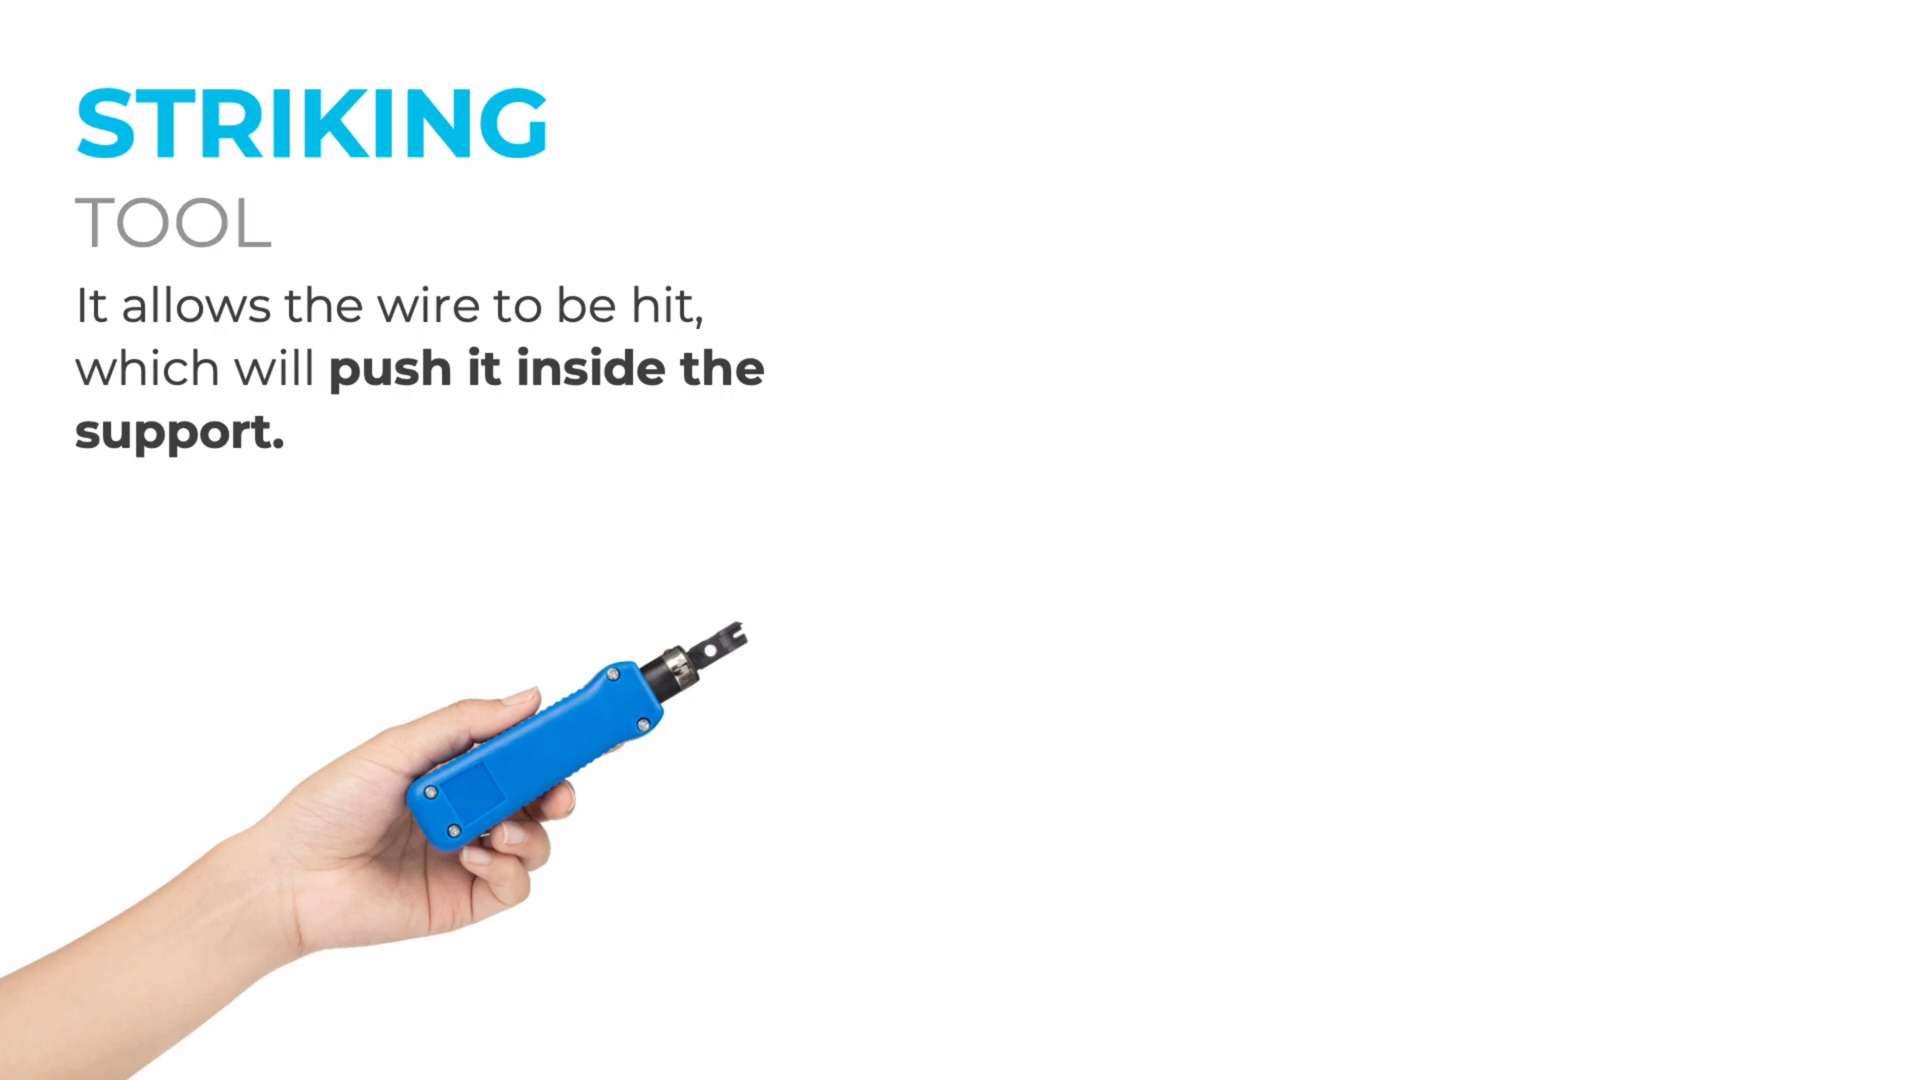 STRIKING
TOOL
It allows the wire to be hit,
which will push it inside the
support.